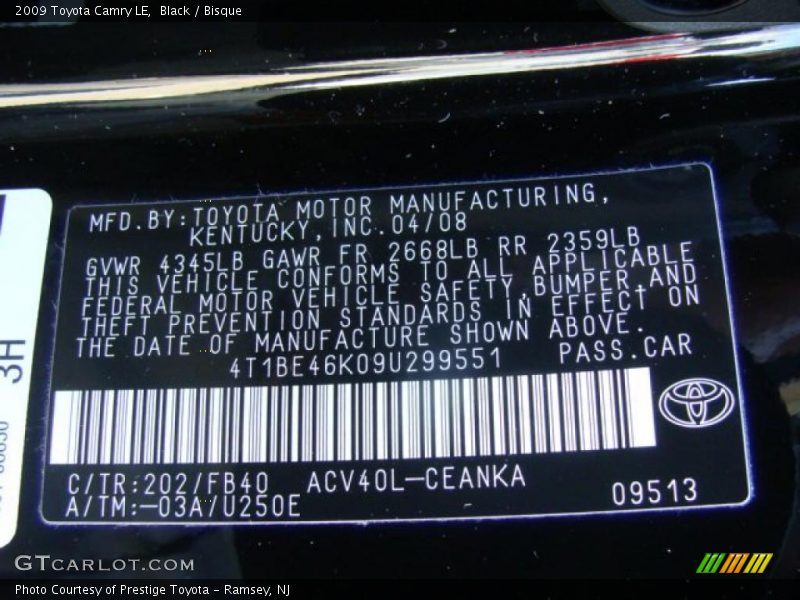 2009 Toyota Camry LE,  Black / Bisque
MFD.BY:TOYOTA MOTOR MANUFACTURING,
KENTUCKY,INC.04/08
GVWR 4345LB GAWR FR 2668LB RR 2359LB
THIS VEHICLE CONFORMS TO ALL APPLICABLE
FEDERAL MOTOR VEHICLE SAFETY,BUMPER,AND
THEFT PREVENTION STANDARDS IN EFFECT ON
THE DATE OF MANUFACTURE SHOWN ABOVE.
4T1BE46K09U299551 PASS.CAR
C/TR:202/FB40 ACV40L-CEANKA
A/TM:-03A/U250E 09513
3H
GTCARLOT.COM
Photo Courtesy of Prestige Toyota - Ramsey, NJ